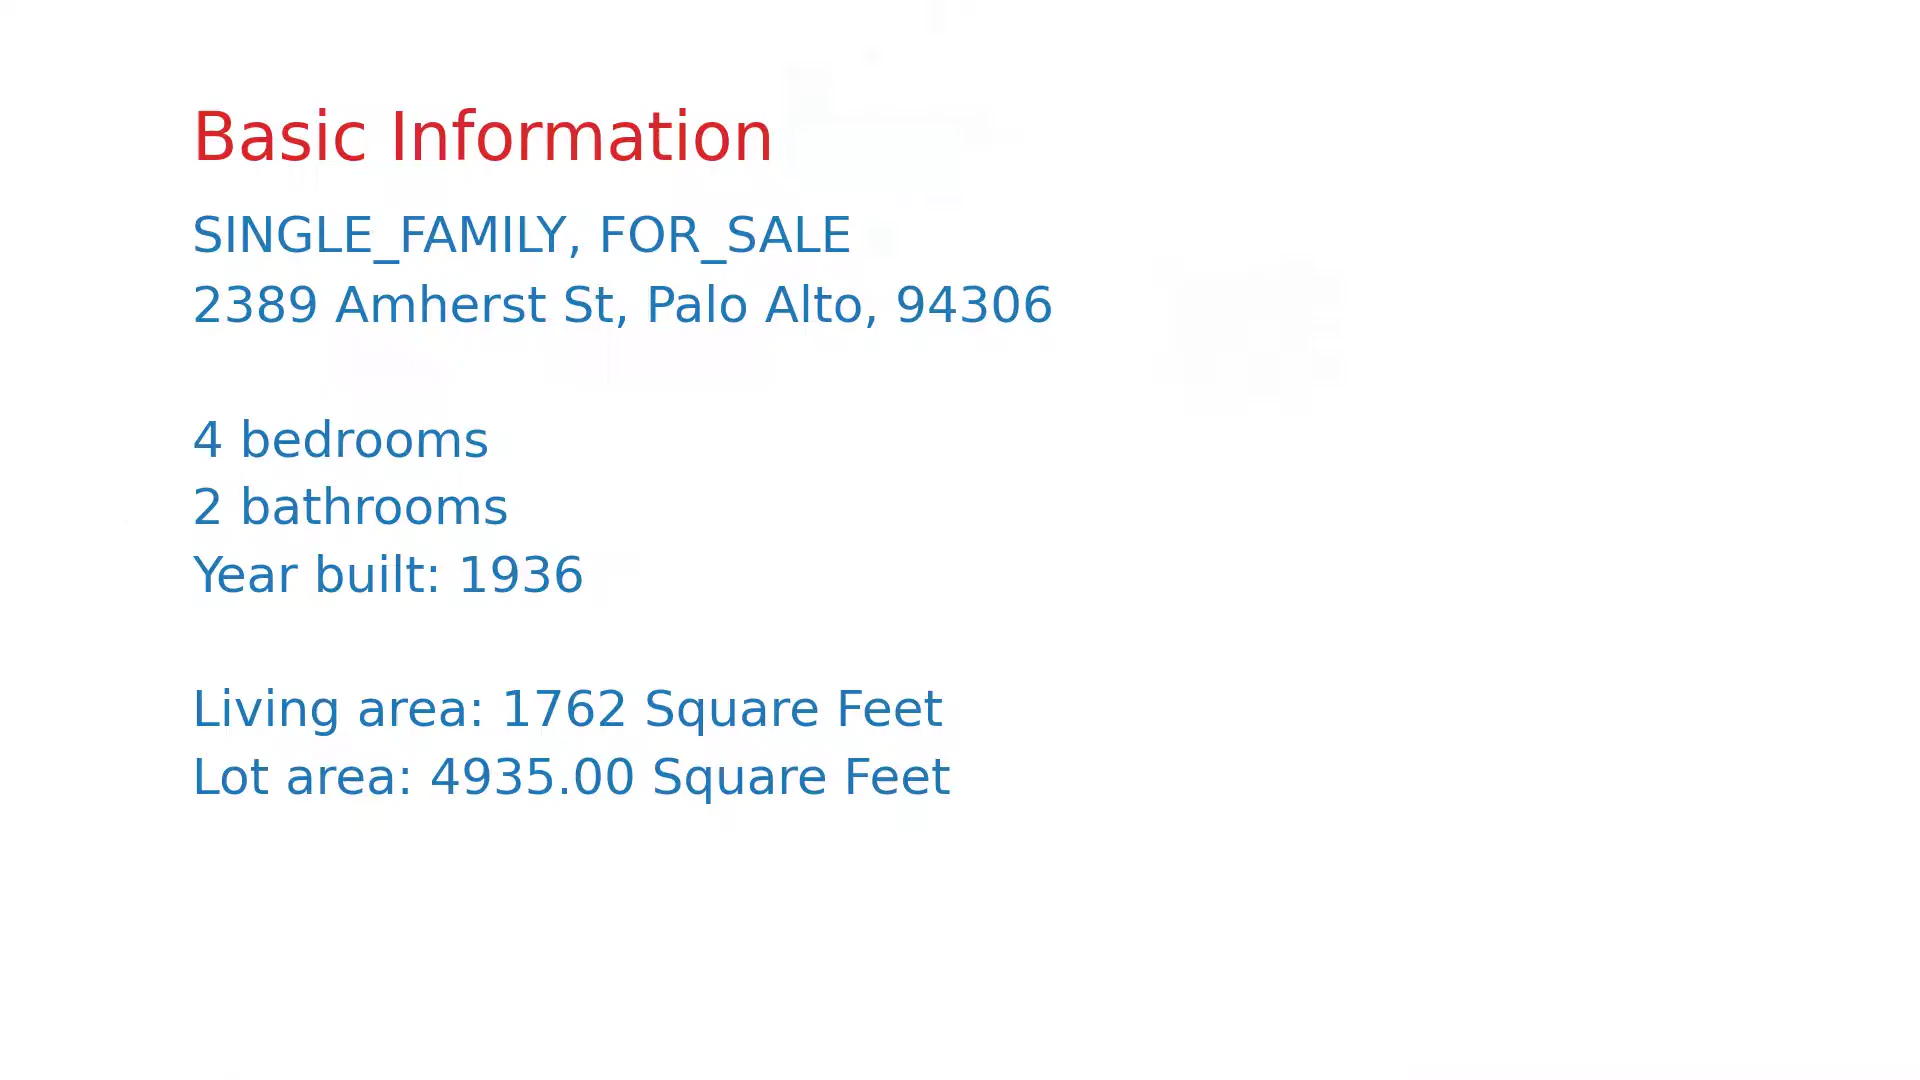 Basic Information
SINGLE_FAMILY, FOR_SALE
2389 Amherst St, Palo Alto, 94306
4 bedrooms
2 bathrooms
Year built: 1936
Living area: 1762 Square Feet
Lot area: 4935.00 Square Feet